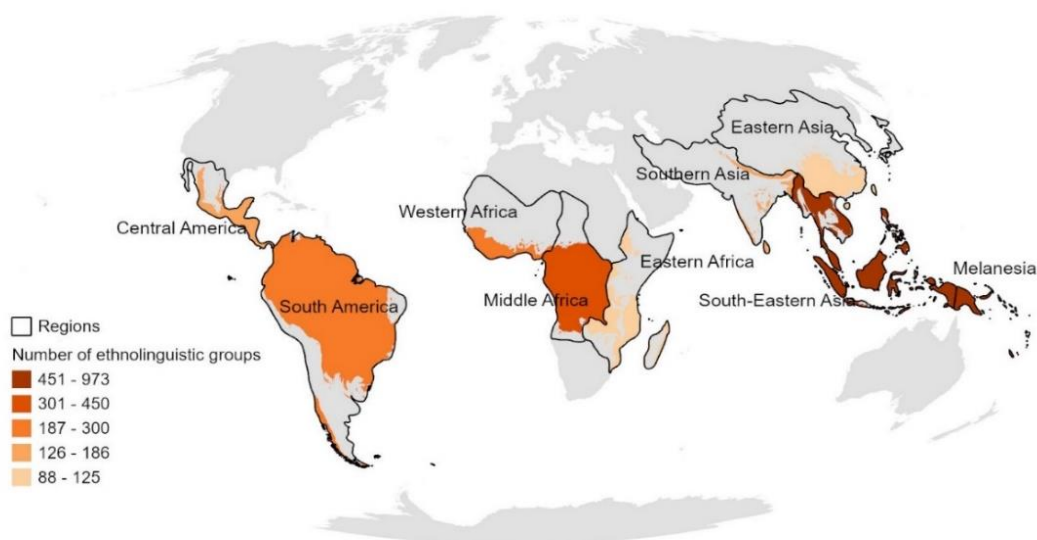 Eastern Asia
Southern Asia
Western Africa
Central America
Eastern Africa
Melanesia
Middle Africa
South-Eastern Asia
South America
Regions
Number of ethnolinguistic groups
451 - 973
301 - 450
187 - 300
126 - 186
88 - 125